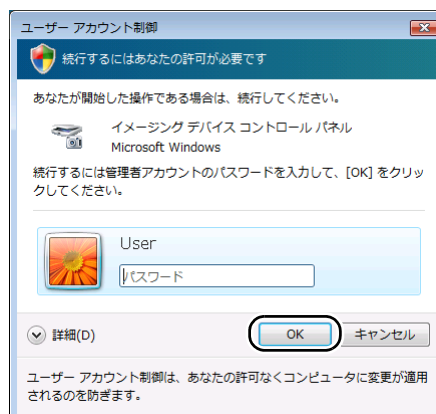 ユーザー アカウント制御
続行するにはあなたの許可が必要です
あなたが開始した操作である場合は、続行してください。
イメージング デバイス コントロール パネル
Microsoft Windows
続行するには管理者アカウントのパスワードを入力して、[OK] をクリッ
クしてください。
User
パスワード
詳細(D)
OK
キャンセル
ユーザー アカウント制御は、あなたの許可なくコンピュータに変更が適用
されるのを防ぎます。